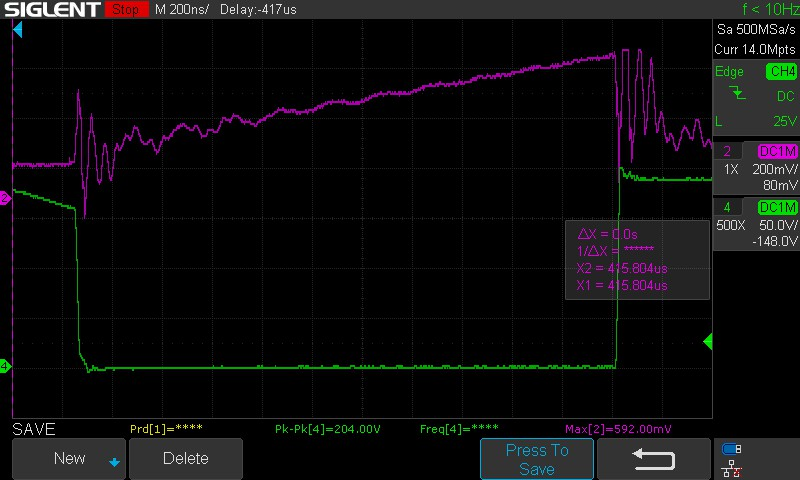 SIGLENT Stop M 200ns/ Delay:-417us f < 10Hz
Sa 500MSa/s
Curr 14.0Mpts
Edge CH4
DC
L 25V
2 DC1M
1X 200mV/
80mV
4 DC1M
500X 50.0V/
-148.0V
2
4
ΔX = 0.0s
1/ΔX = ******
X2 = 415.804us
X1 = 415.804us
SAVE Prd[1]=**** Pk-Pk[4]=204.00V Freq[4]=**** Max[2]=592.00mV
New Delete Press To
Save